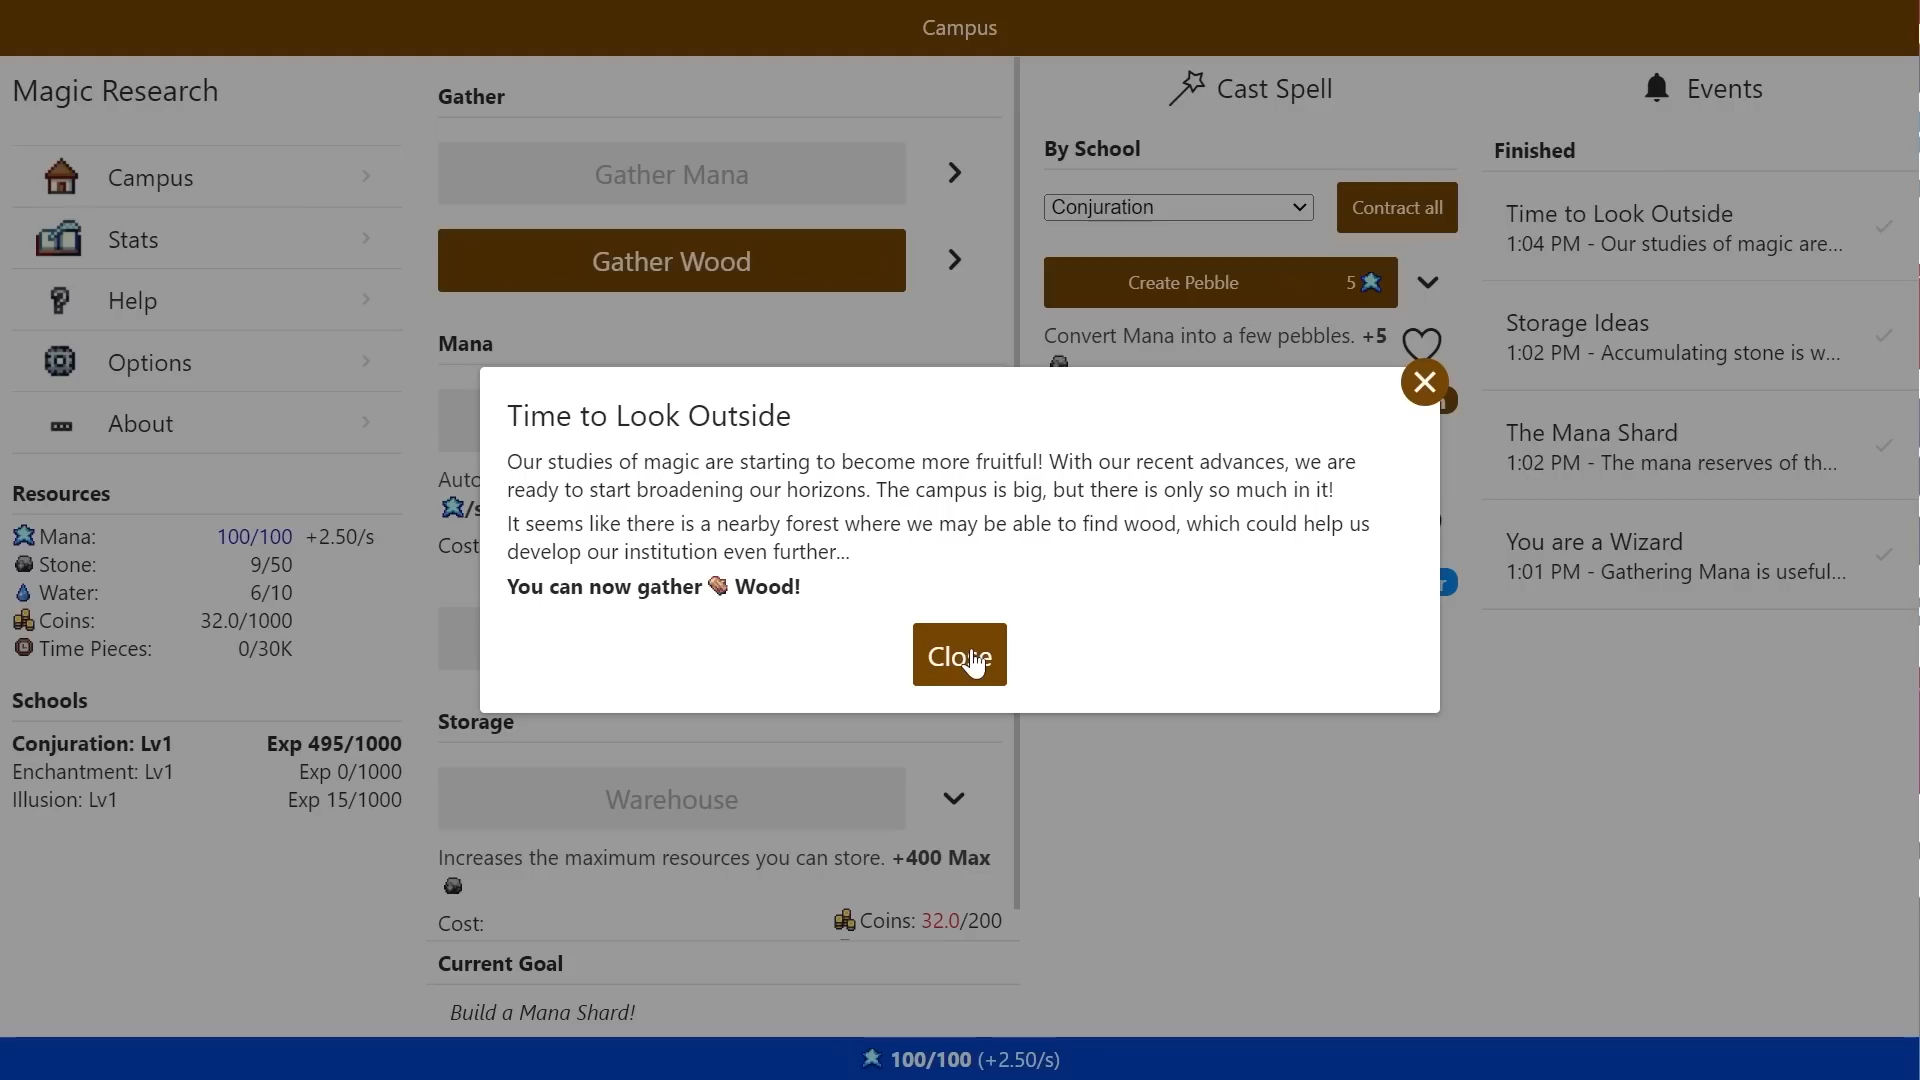 Campus
Magic Research
Campus
Stats
Help
Options
About
Resources
Mana: 100/100 +2.50/s
Stone: 9/50
Water: 6/10
Coins: 32.0/1000
Time Pieces: 0/30K
Schools
Conjuration: Lv1 Exp 495/1000
Enchantment: Lv1 Exp 0/1000
Illusion: Lv1 Exp 15/1000
Gather
Gather Mana
Gather Wood
Mana
Auto
/s
Cost
Storage
Warehouse
Increases the maximum resources you can store. +400 Max
Cost: Coins: 32.0/200
Current Goal
Build a Mana Shard!
Cast Spell
By School
Conjuration
Contract all
Create Pebble 5
Convert Mana into a few pebbles. +5
Time to Look Outside
Our studies of magic are starting to become more fruitful! With our recent advances, we are
ready to start broadening our horizons. The campus is big, but there is only so much in it!
It seems like there is a nearby forest where we may be able to find wood, which could help us
develop our institution even further...
You can now gather Wood!
Close
Events
Finished
Time to Look Outside
1:04 PM - Our studies of magic are...
Storage Ideas
1:02 PM - Accumulating stone is w...
The Mana Shard
1:02 PM - The mana reserves of th...
You are a Wizard
1:01 PM - Gathering Mana is useful...
100/100 (+2.50/s)